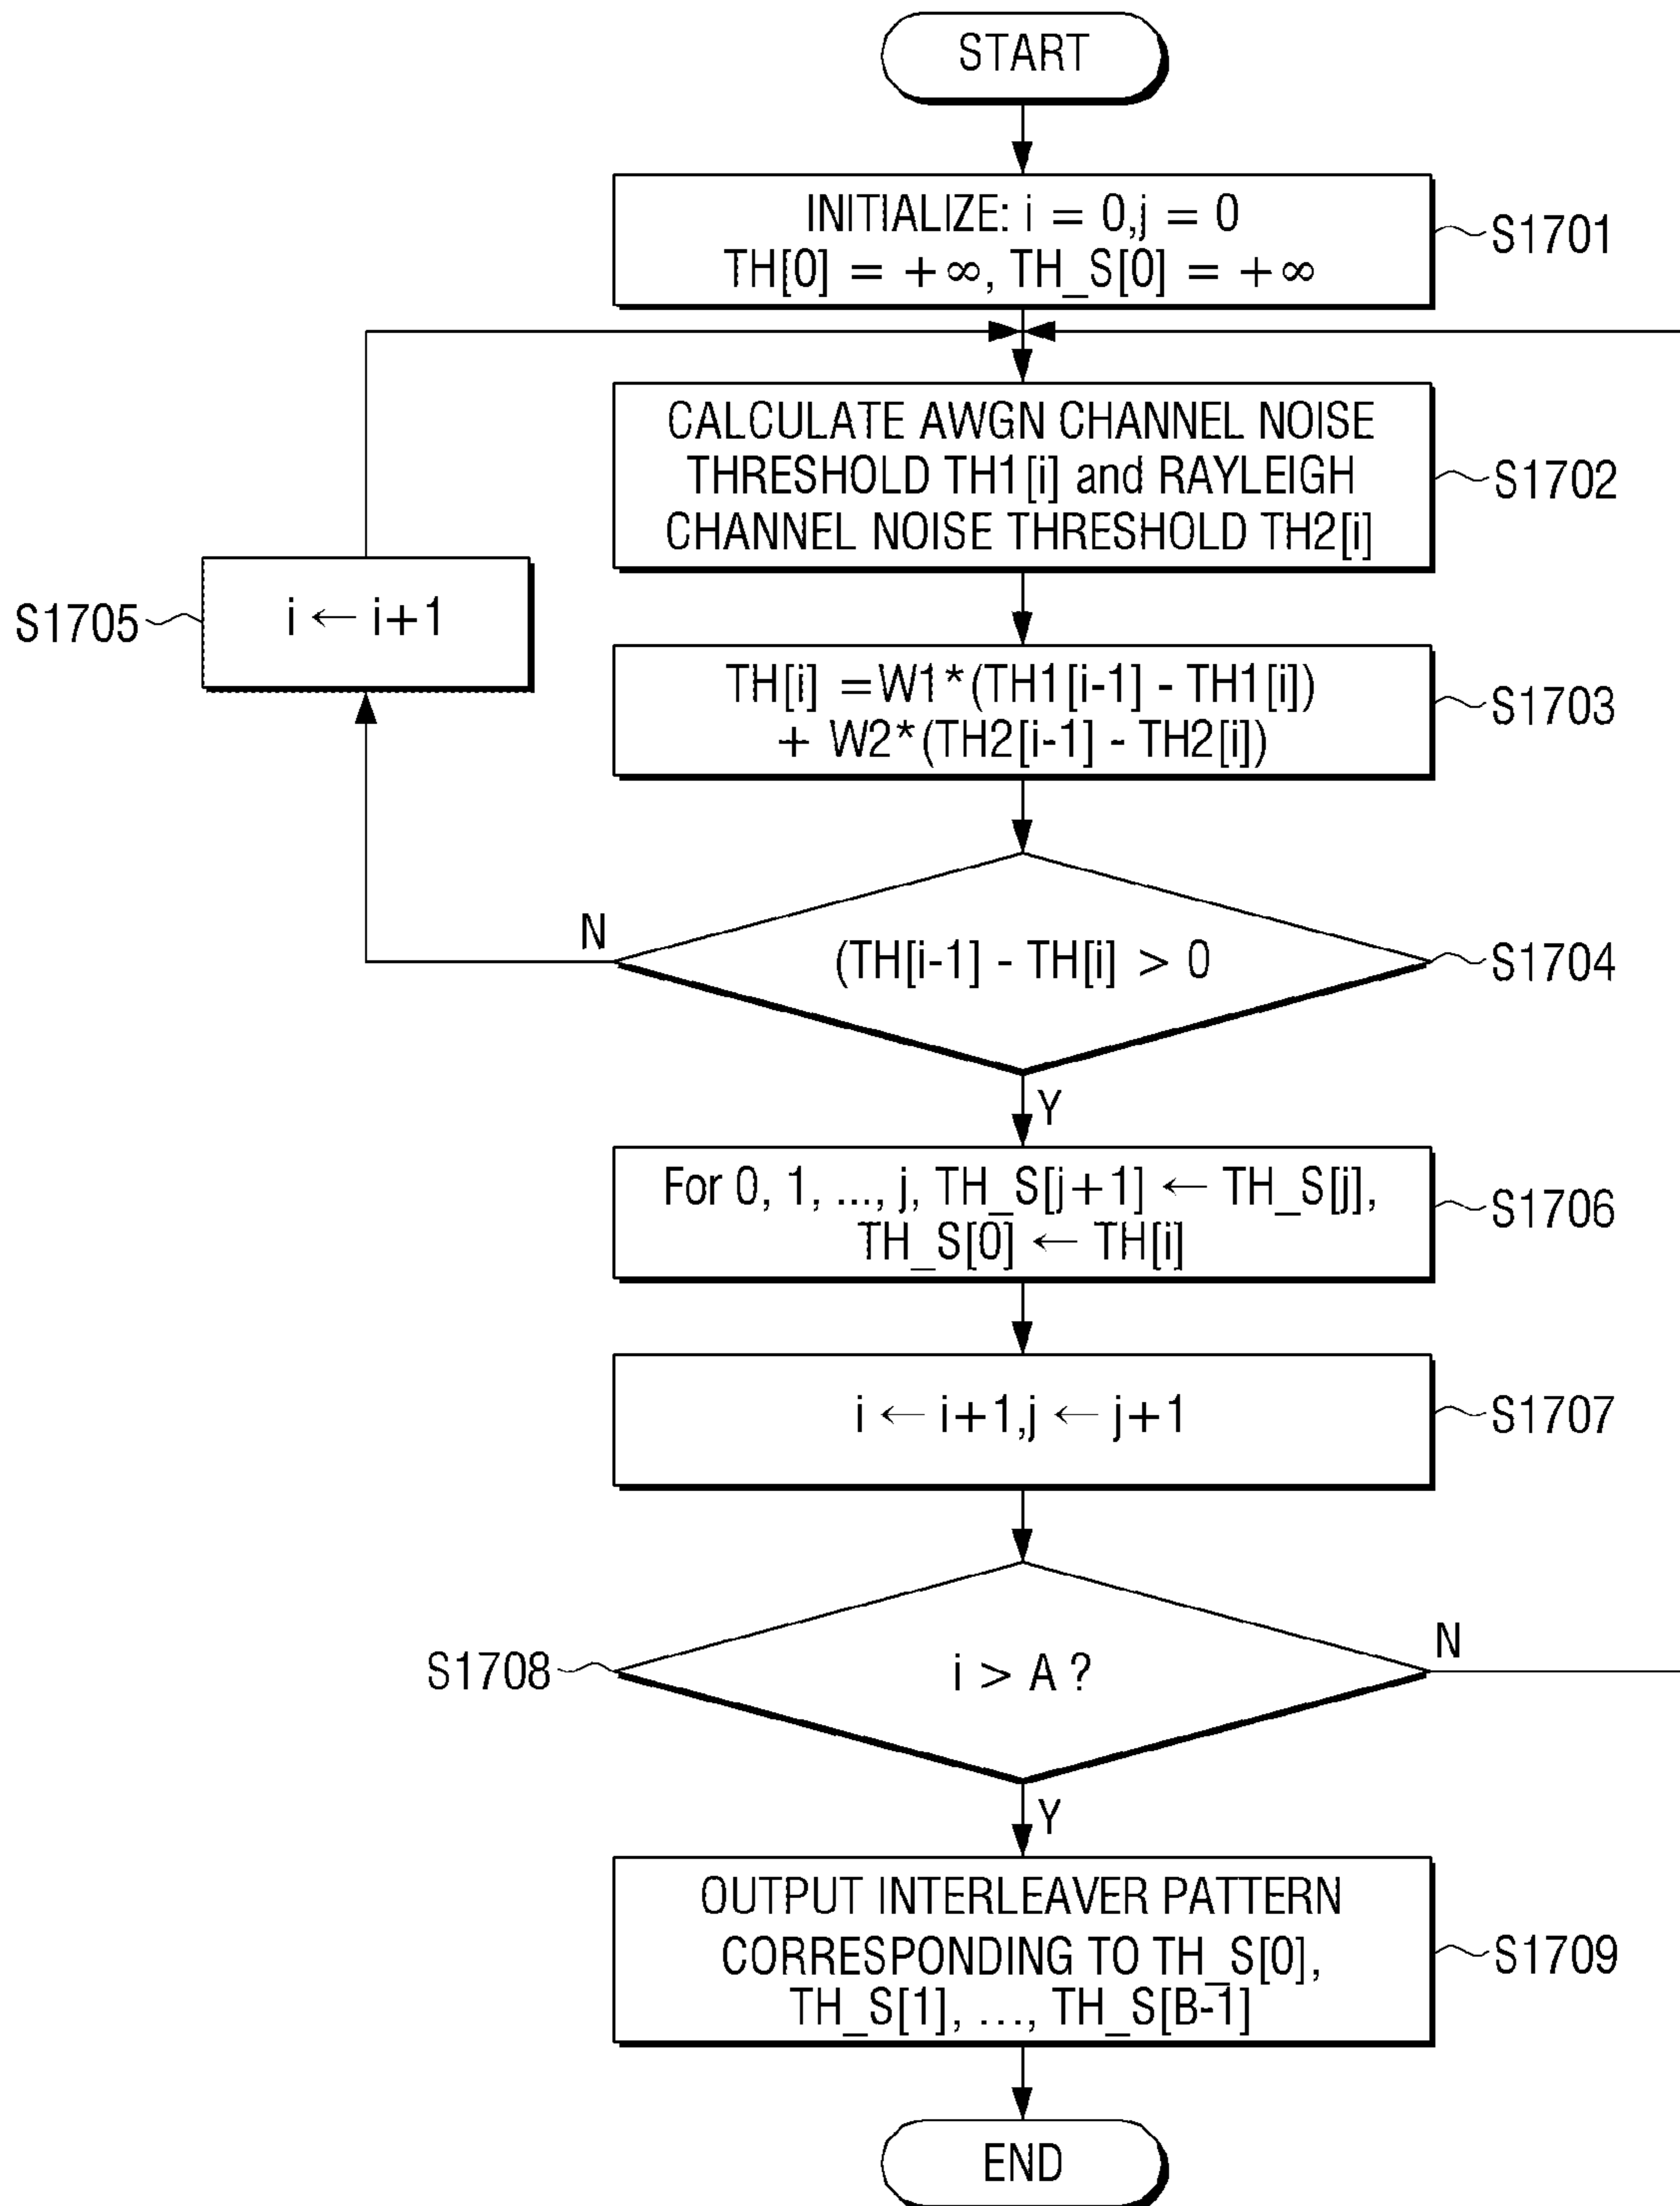 START
INITIALIZE: i = 0,j = 0
TH[0] = +∞, TH_S[0] = +∞
S1701
CALCULATE AWGN CHANNEL NOISE
THRESHOLD TH1[i] and RAYLEIGH
CHANNEL NOISE THRESHOLD TH2[i]
S1702
S1705
i ← i+1
TH[i] =W1*(TH1[i-1] - TH1[i])
+ W2*(TH2[i-1] - TH2[i])
S1703
N
(TH[i-1] - TH[i] > 0
S1704
Y
For 0, 1, ..., j, TH_S[j+1] ← TH_S[j],
TH_S[0] ← TH[i]
S1706
i ← i+1,j ← j+1
S1707
S1708
i > A ?
N
Y
OUTPUT INTERLEAVER PATTERN
CORRESPONDING TO TH_S[0],
TH_S[1], ..., TH_S[B-1]
S1709
END